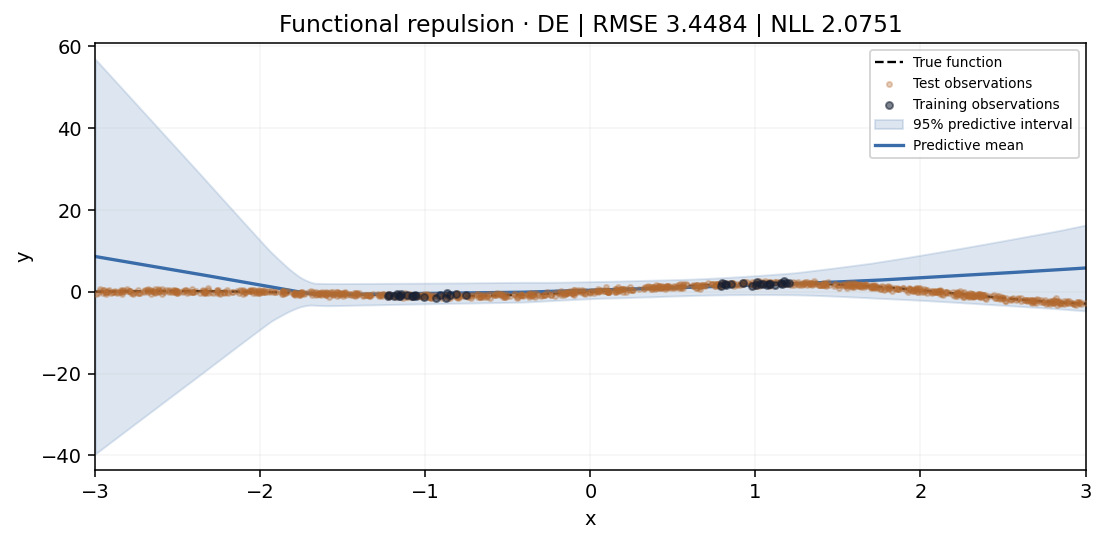 Functional repulsion · DE | RMSE 3.4484 | NLL 2.0751
60
40
20
0
−20
−40
y
−3
−2
−1
0
1
2
3
x
True function
Test observations
Training observations
95% predictive interval
Predictive mean